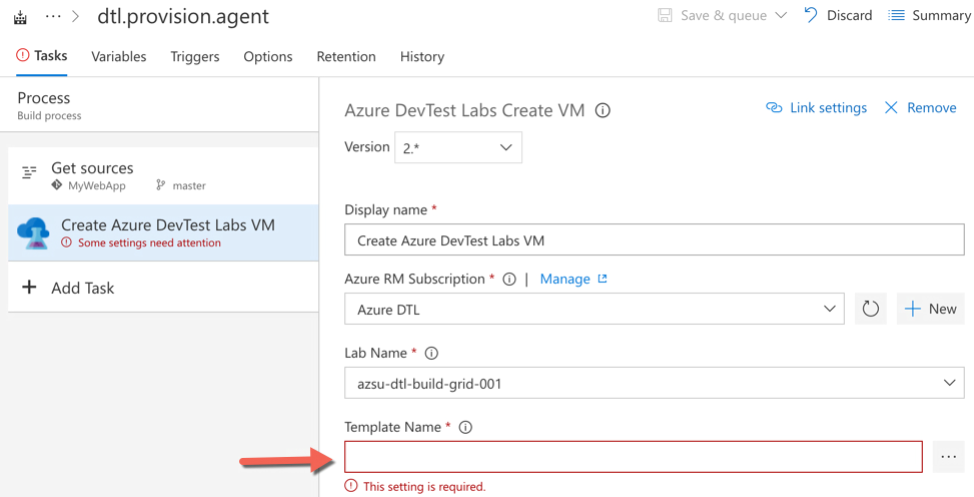 ··· > dtl.provision.agent
Save & queue Discard Summary
Tasks Variables Triggers Options Retention History
Process
Build process
Get sources
MyWebApp master
Create Azure DevTest Labs VM
Some settings need attention
+ Add Task
Azure DevTest Labs Create VM
Link settings Remove
Version 2.*
Display name *
Create Azure DevTest Labs VM
Azure RM Subscription * | Manage
Azure DTL
+ New
Lab Name *
azsu-dtl-build-grid-001
Template Name *
···
This setting is required.